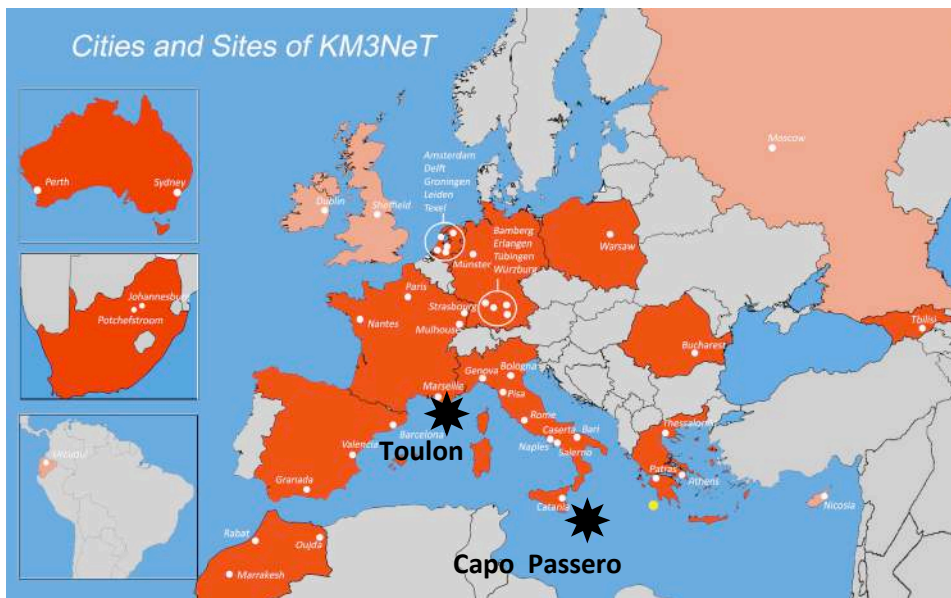 Cities and Sites of KM3NeT
Perth
Sydney
Johannesburg
Potchefstroom
Moscow
Dublin
Sheffield
Amsterdam
Delft
Groningen
Leiden
Texel
Bamberg
Erlangen
Tübingen
Würzburg
Münster
Warsaw
Paris
Strasbourg
Nantes
Mulhouse
Bucharest
Tbilisi
Genova
Bologna
Marseille
Pisa
Toulon
Barcelona
Valencia
Granada
Rome
Caserta
Bari
Naples
Salerno
Thessaloniki
Patras
Athens
Catania
Nicosia
Capo Passero
Rabat
Oujda
Marrakesh